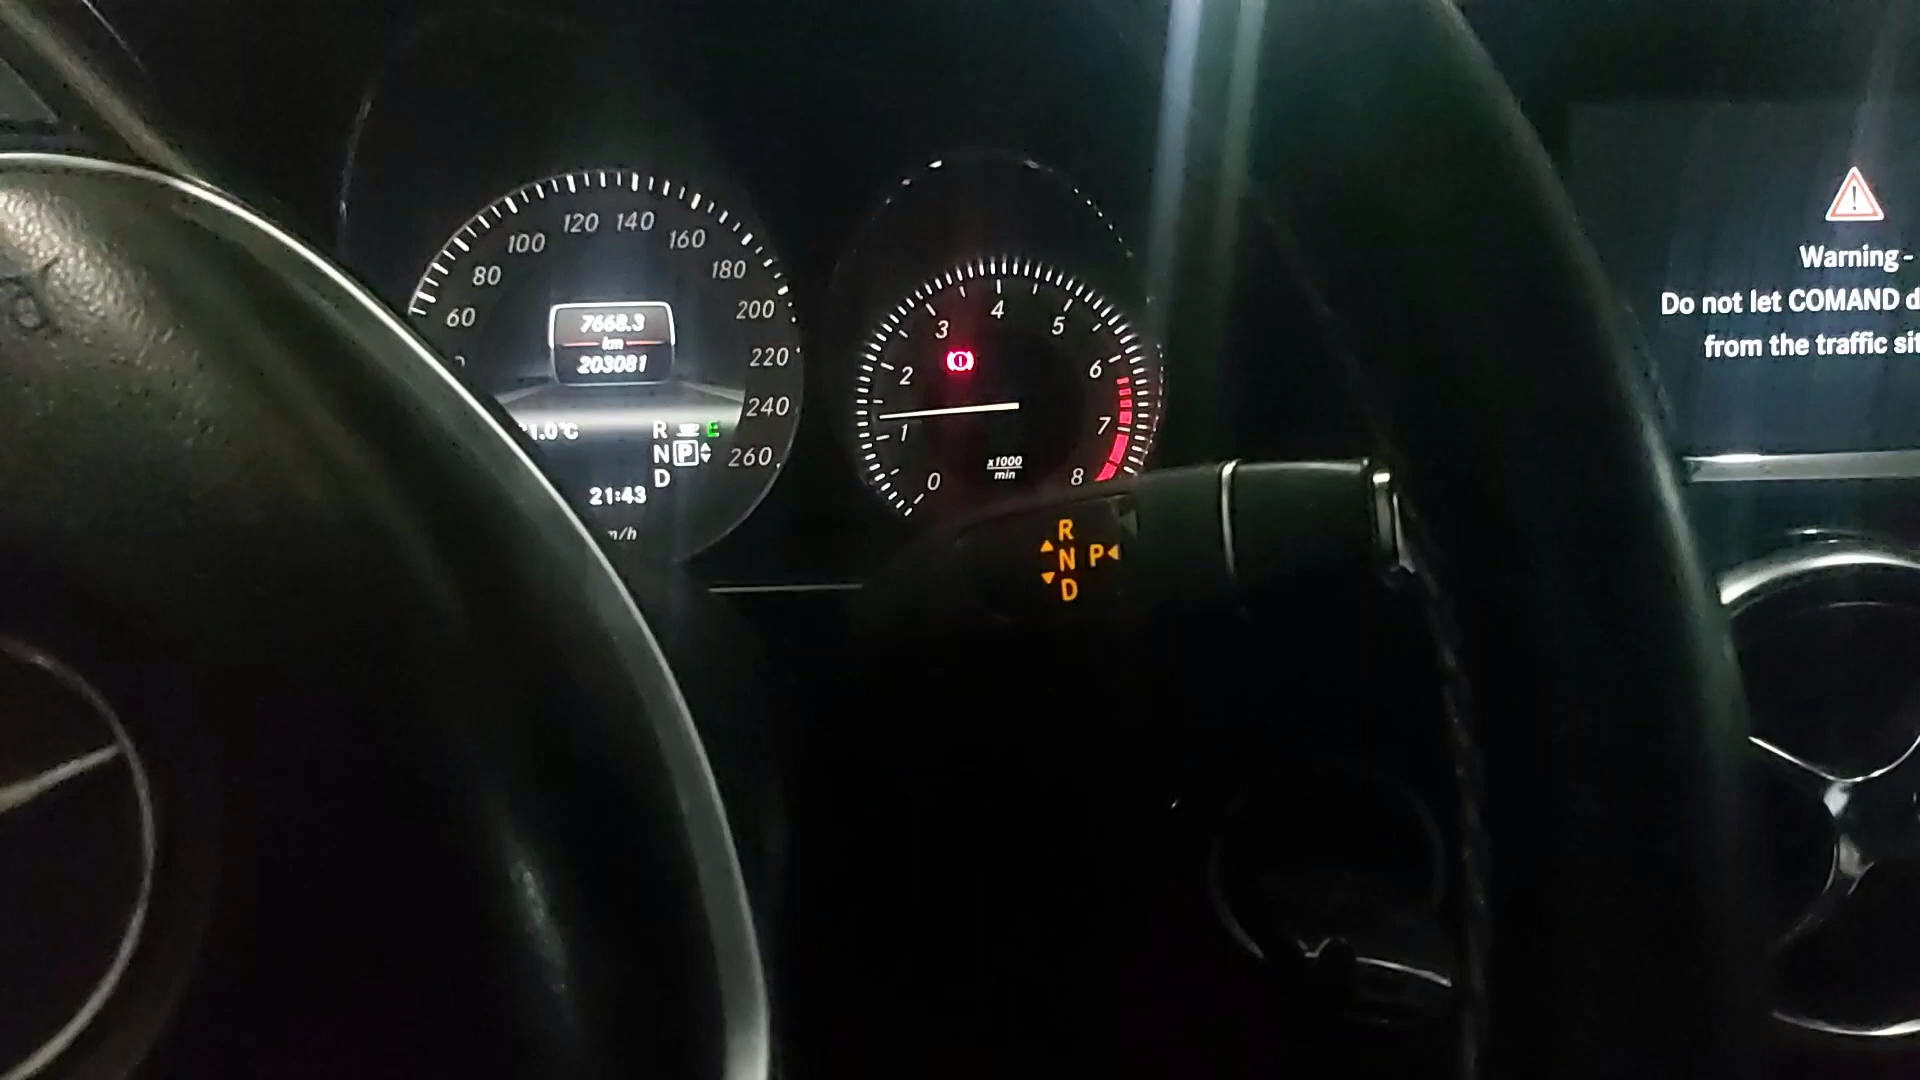 60
80
100
120
140
160
180
200
220
240
260
7668.3
km
203081
R
N P
D
E
21:43
1
2
3
4
5
6
7
8
0
x1000
min
R
N P
D
Warning -
Do not let COMAND
from the traffic